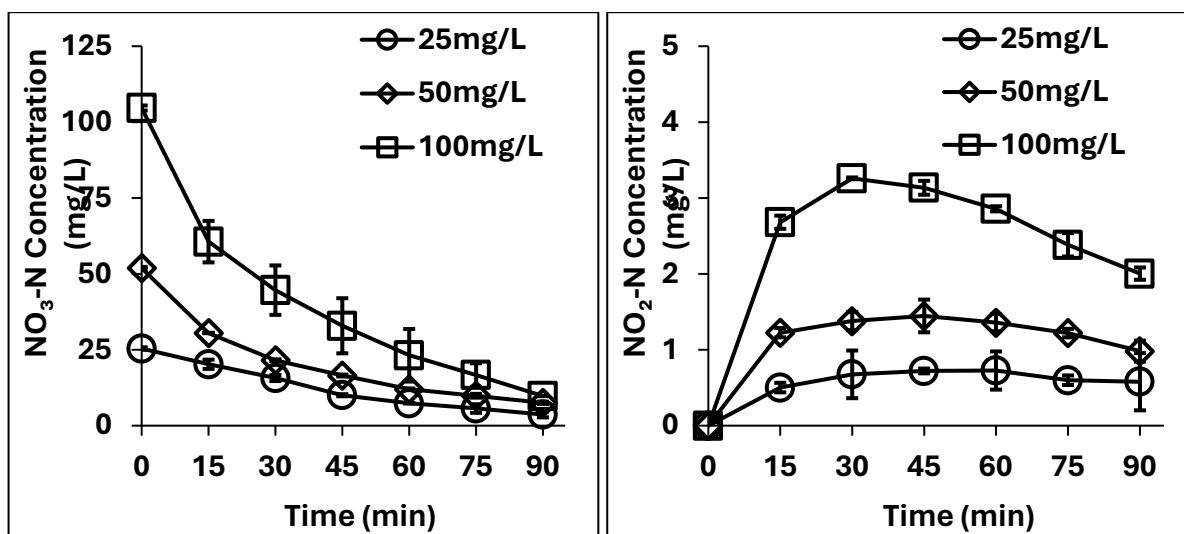 NO₃-N Concentration
(mg/L)
125
100
75
50
25
0
25mg/L
50mg/L
100mg/L
0 15 30 45 60 75 90
Time (min)
NO₂-N Concentration
(mg/L)
5
4
3
2
1
0
25mg/L
50mg/L
100mg/L
0 15 30 45 60 75 90
Time (min)